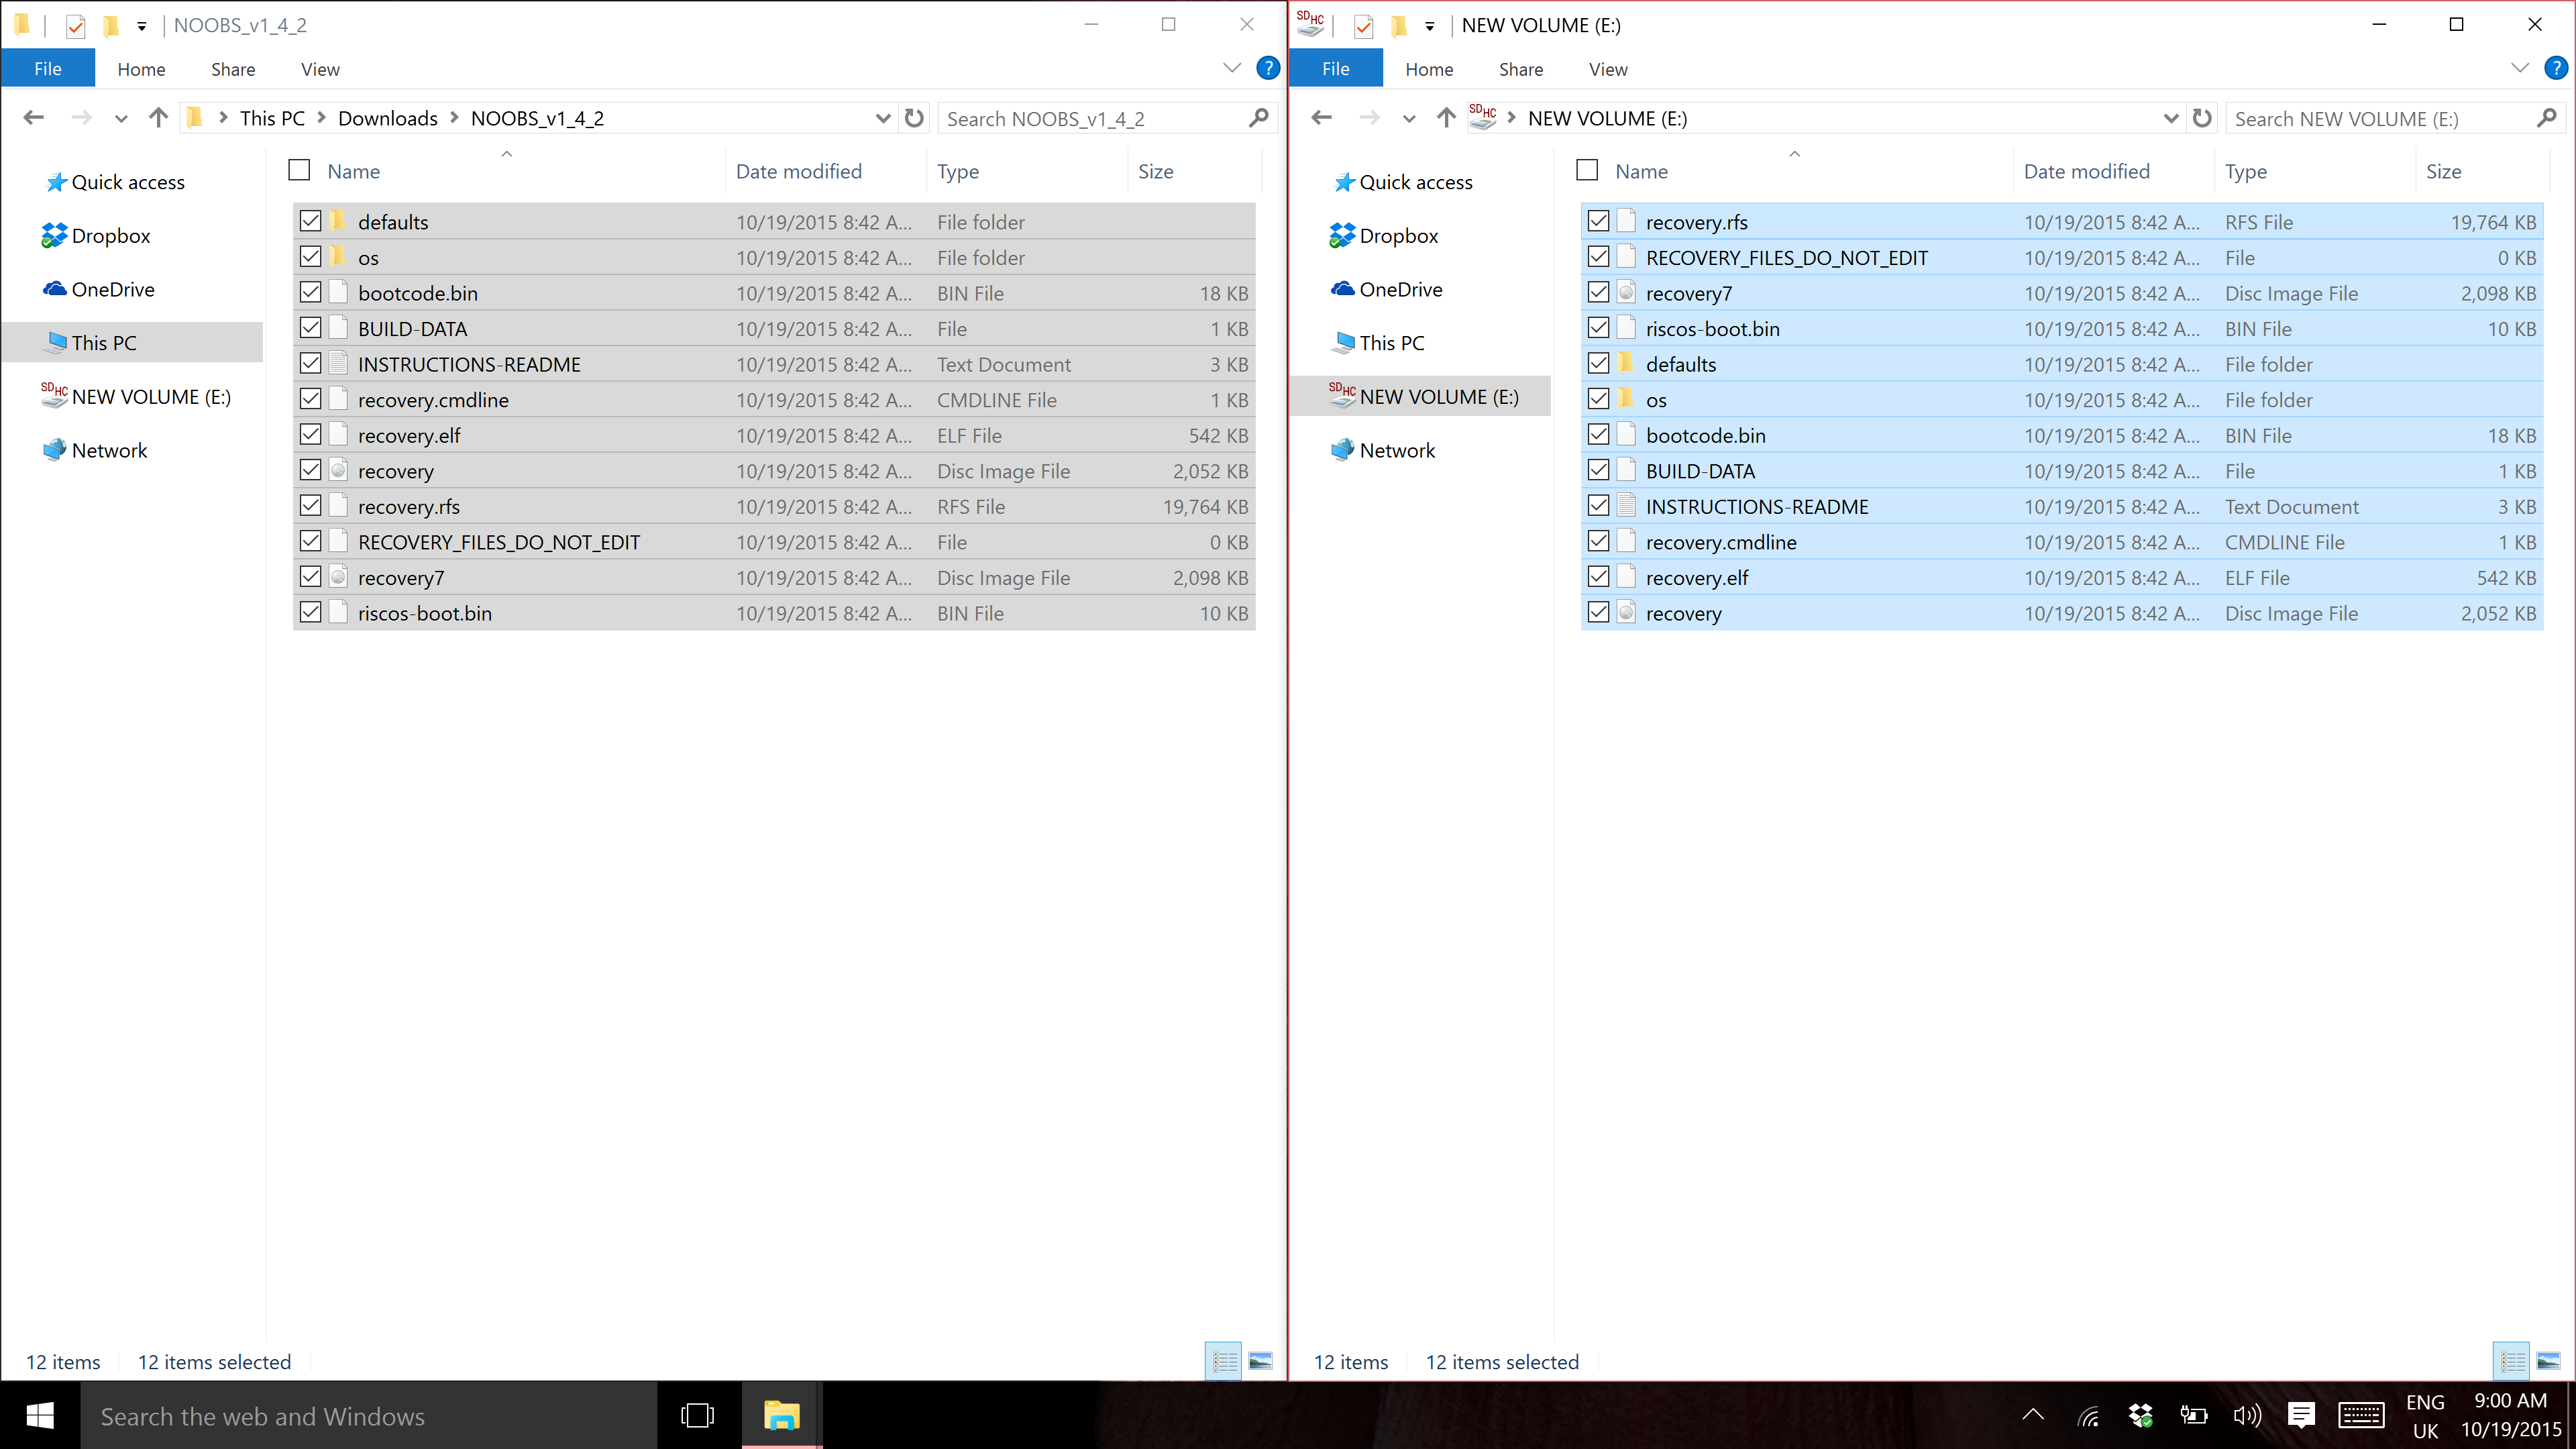 NOOBS_v1_4_2
File Home Share View
This PC Downloads NOOBS_v1_4_2 Search NOOBS_v1_4_2
Name Date modified Type Size
Quick access
Dropbox
OneDrive
This PC
SDHC NEW VOLUME (E:)
Network
defaults 10/19/2015 8:42 A... File folder
os 10/19/2015 8:42 A... File folder
bootcode.bin 10/19/2015 8:42 A... BIN File 18 KB
BUILD-DATA 10/19/2015 8:42 A... File 1 KB
INSTRUCTIONS-README 10/19/2015 8:42 A... Text Document 3 KB
recovery.cmdline 10/19/2015 8:42 A... CMDLINE File 1 KB
recovery.elf 10/19/2015 8:42 A... ELF File 542 KB
recovery 10/19/2015 8:42 A... Disc Image File 2,052 KB
recovery.rfs 10/19/2015 8:42 A... RFS File 19,764 KB
RECOVERY_FILES_DO_NOT_EDIT 10/19/2015 8:42 A... File 0 KB
recovery7 10/19/2015 8:42 A... Disc Image File 2,098 KB
riscos-boot.bin 10/19/2015 8:42 A... BIN File 10 KB
12 items 12 items selected
SDHC NEW VOLUME (E:)
File Home Share View
SDHC NEW VOLUME (E:) Search NEW VOLUME (E:)
Name Date modified Type Size
Quick access
Dropbox
OneDrive
This PC
SDHC NEW VOLUME (E:)
Network
recovery.rfs 10/19/2015 8:42 A... RFS File 19,764 KB
RECOVERY_FILES_DO_NOT_EDIT 10/19/2015 8:42 A... File 0 KB
recovery7 10/19/2015 8:42 A... Disc Image File 2,098 KB
riscos-boot.bin 10/19/2015 8:42 A... BIN File 10 KB
defaults 10/19/2015 8:42 A... File folder
os 10/19/2015 8:42 A... File folder
bootcode.bin 10/19/2015 8:42 A... BIN File 18 KB
BUILD-DATA 10/19/2015 8:42 A... File 1 KB
INSTRUCTIONS-README 10/19/2015 8:42 A... Text Document 3 KB
recovery.cmdline 10/19/2015 8:42 A... CMDLINE File 1 KB
recovery.elf 10/19/2015 8:42 A... ELF File 542 KB
recovery 10/19/2015 8:42 A... Disc Image File 2,052 KB
12 items 12 items selected
Search the web and Windows
ENG 9:00 AM
UK 10/19/2015